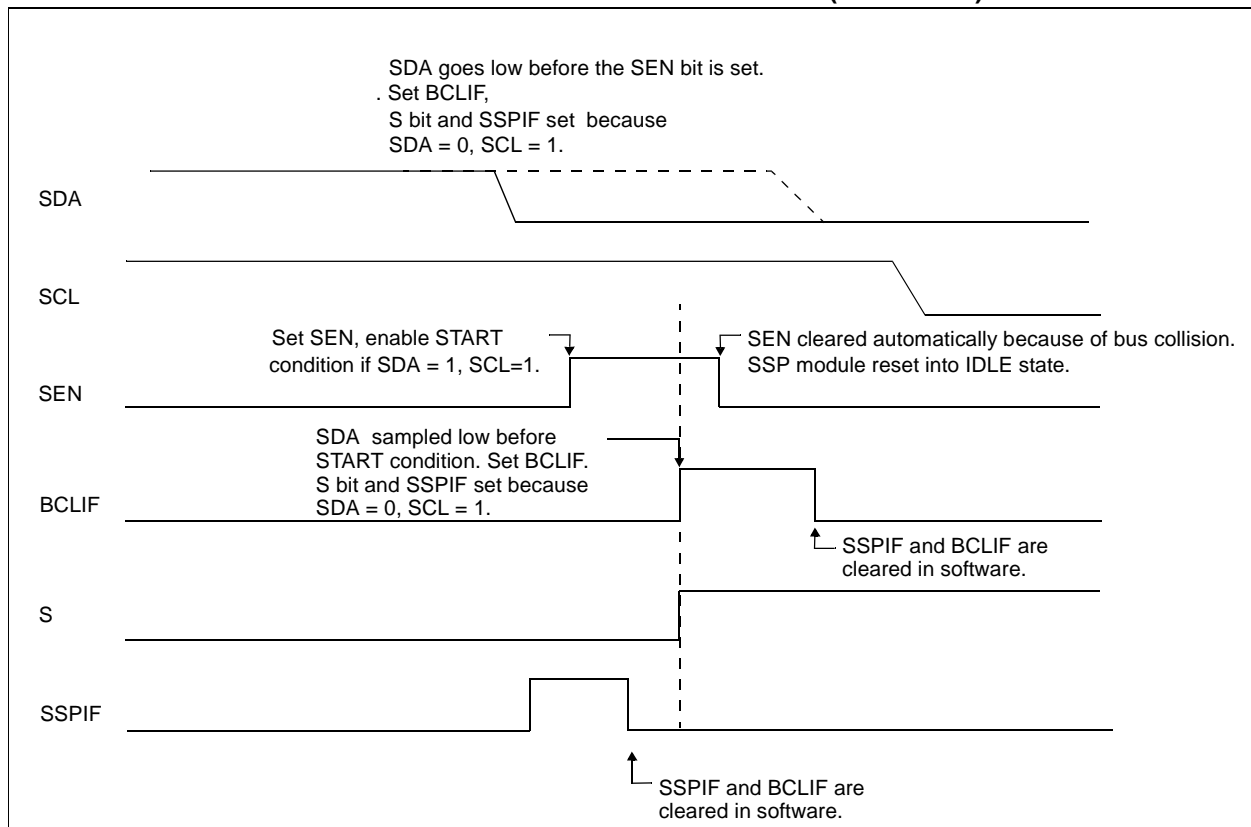 SDA goes low before the SEN bit is set.
. Set BCLIF,
S bit and SSPIF set because
SDA = 0, SCL = 1.
SDA
SCL
Set SEN, enable START
condition if SDA = 1, SCL=1.
SEN cleared automatically because of bus collision.
SSP module reset into IDLE state.
SEN
SDA sampled low before
START condition. Set BCLIF.
S bit and SSPIF set because
SDA = 0, SCL = 1.
BCLIF
SSPIF and BCLIF are
cleared in software.
S
SSPIF
SSPIF and BCLIF are
cleared in software.